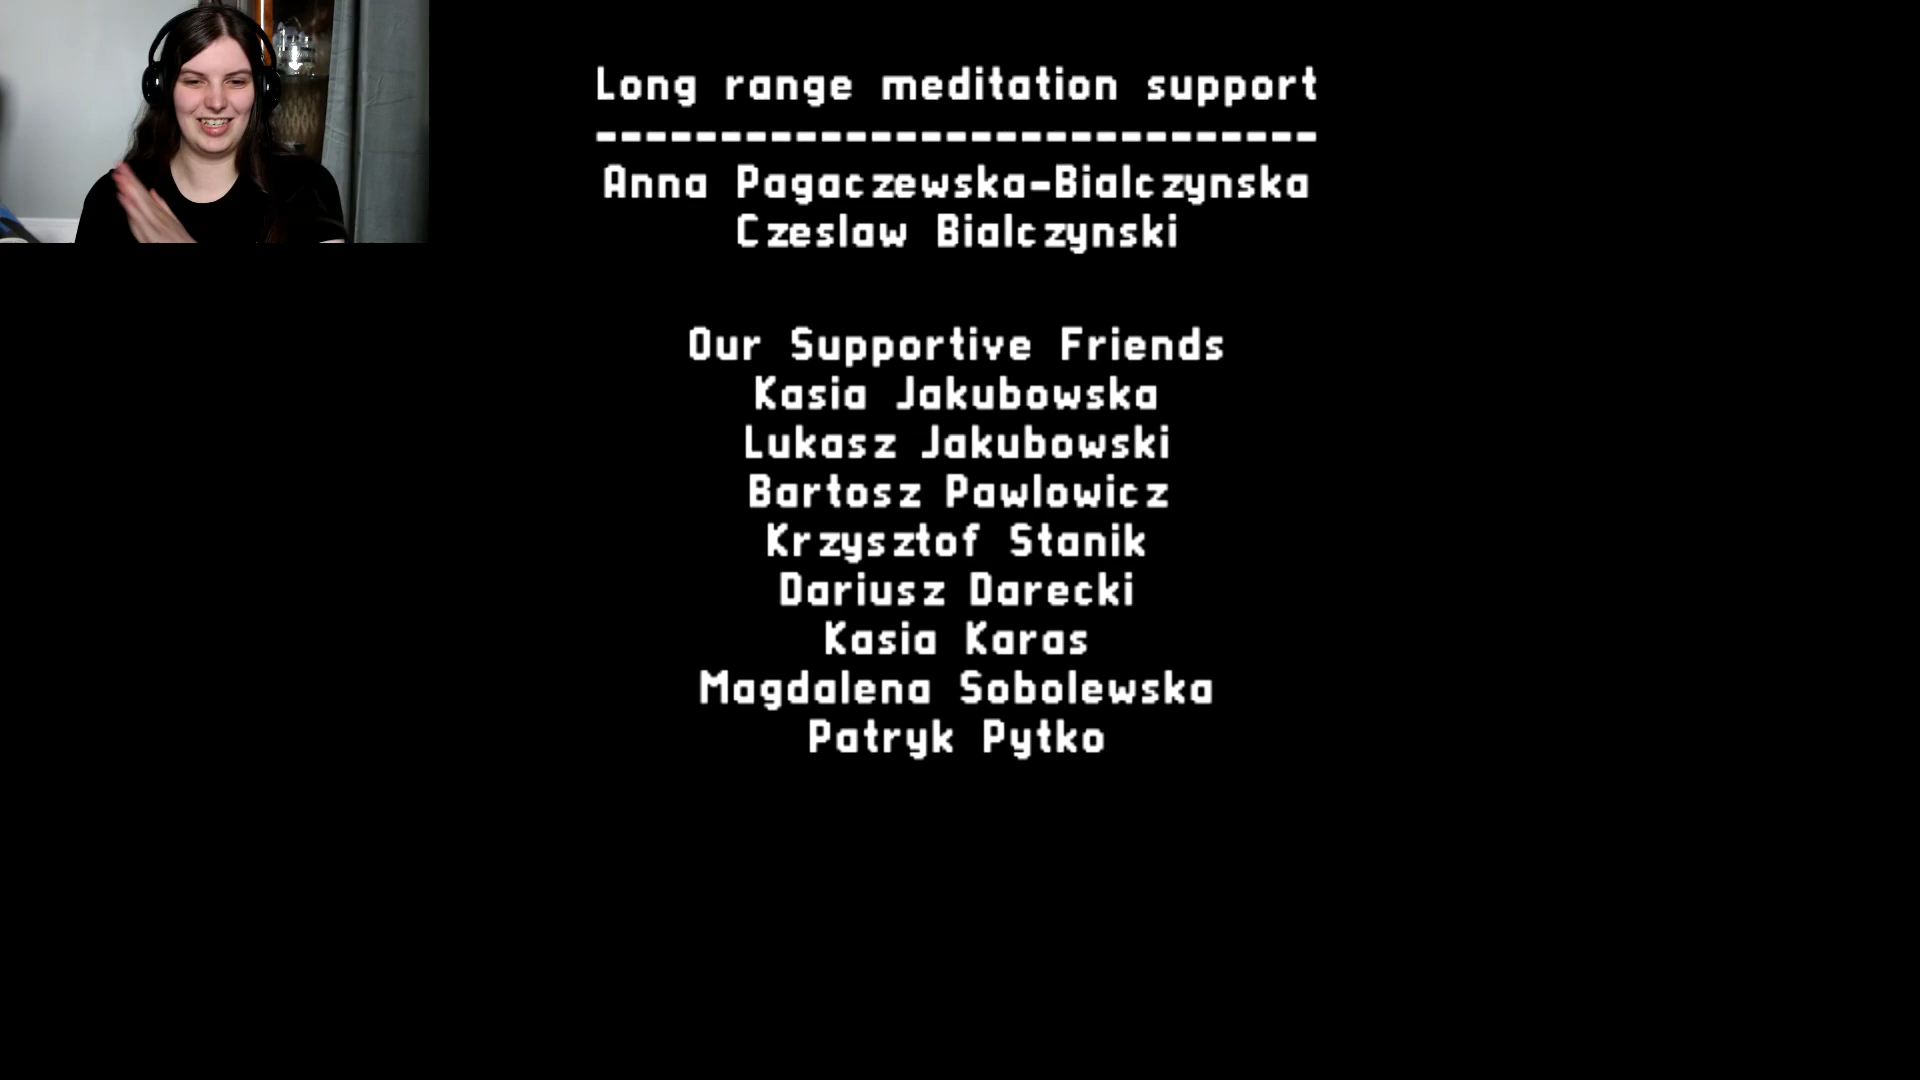 Long range meditation support
-----------------------------
Anna Pagaczewska-Bialczynska
Czeslaw Bialczynski
Our Supportive Friends
Kasia Jakubowska
Lukasz Jakubowski
Bartosz Pawlowicz
Krzysztof Stanik
Dariusz Darecki
Kasia Karas
Magdalena Sobolewska
Patryk Pytko